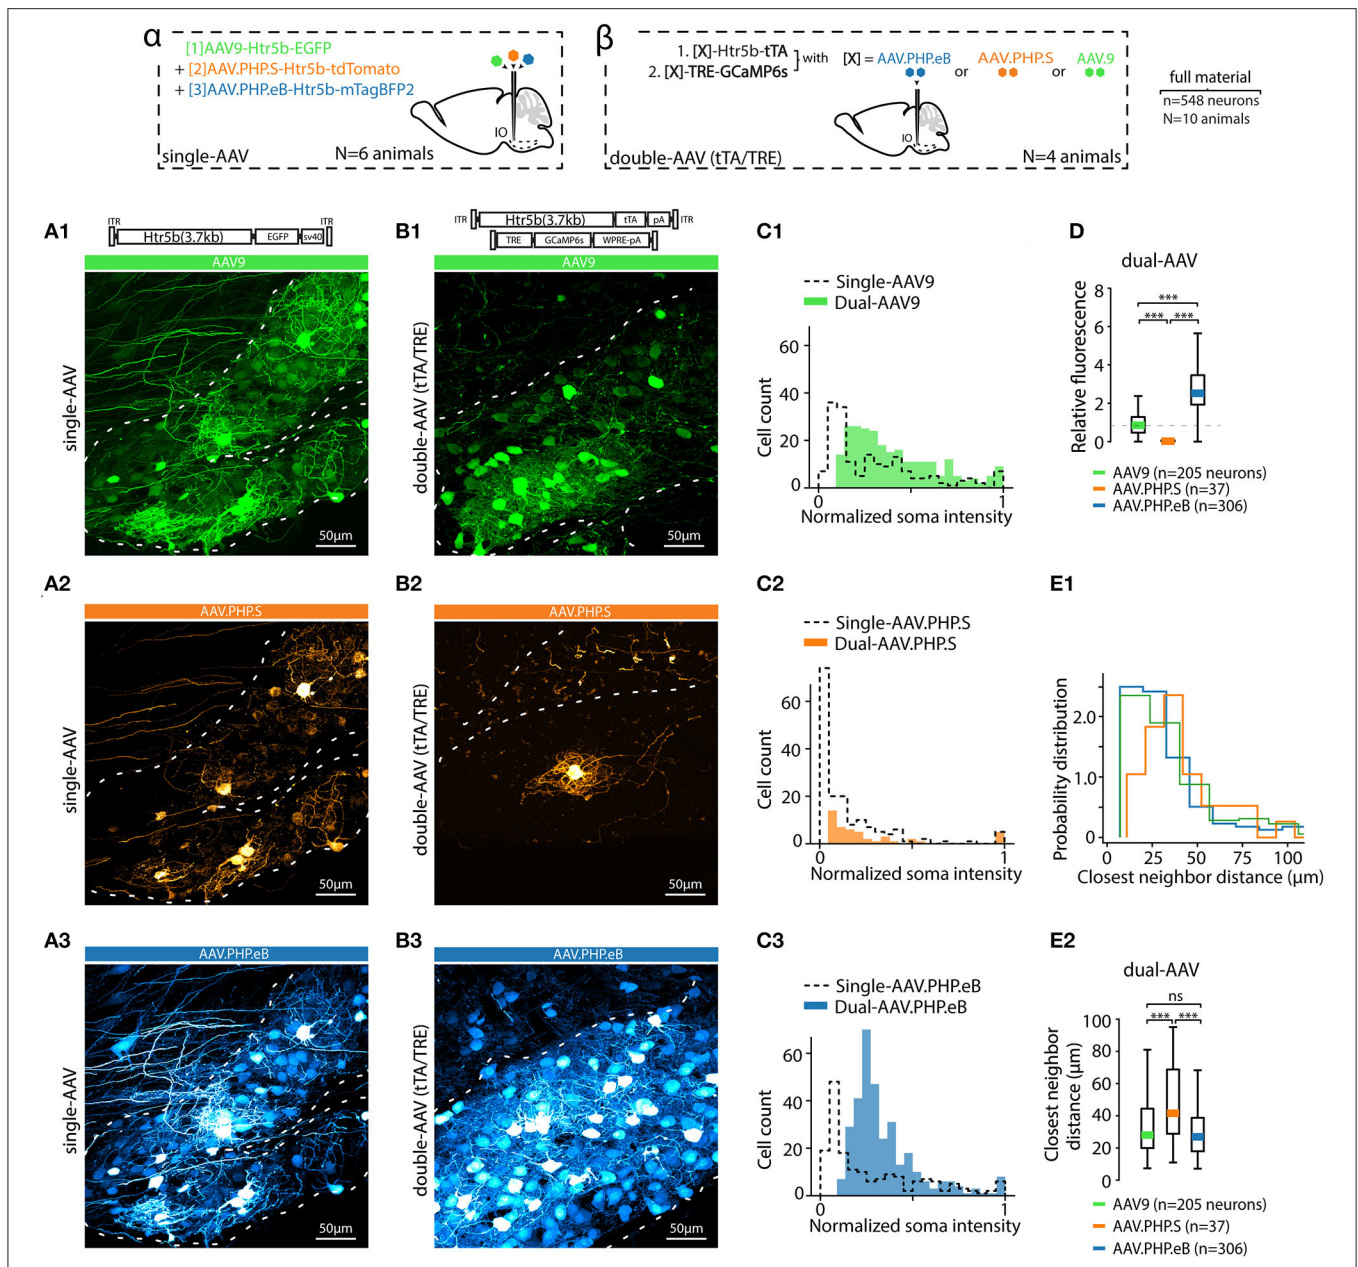 α
[1]AAV9-Htr5b-EGFP
+ [2]AAV.PHP.S-Htr5b-tdTomato
+ [3]AAV.PHP.eB-Htr5b-mTagBFP2
IO
single-AAV
N=6 animals
β
1. [X]-Htr5b-tTA
2. [X]-TRE-GCaMP6s
with
[X] = AAV.PHP.eB or AAV.PHP.S or AAV.9
IO
double-AAV (tTA/TRE)
N=4 animals
full material
n=548 neurons
N=10 animals
A1
ITR ITR
Htr5b(3.7kb) EGFP sv40
AAV9
single-AAV
50µm
B1
ITR Htr5b(3.7kb) tTA pA ITR
TRE GCaMP6s WPRE-pA
AAV9
double-AAV (tTA/TRE)
50µm
C1
Single-AAV9
Dual-AAV9
Cell count
60
40
20
0
0 1
Normalized soma intensity
D
dual-AAV
Relative fluorescence
8
6
4
2
0
***
*** ***
AAV9 (n=205 neurons)
AAV.PHP.S (n=37)
AAV.PHP.eB (n=306)
A2
AAV.PHP.S
single-AAV
50µm
B2
AAV.PHP.S
double-AAV (tTA/TRE)
50µm
C2
Single-AAV.PHP.S
Dual-AAV.PHP.S
Cell count
60
40
20
0
0 1
Normalized soma intensity
E1
Probability distribution
2.0
1.0
0
0 25 50 75 100
Closest neighbor distance (µm)
A3
AAV.PHP.eB
single-AAV
50µm
B3
AAV.PHP.eB
double-AAV (tTA/TRE)
50µm
C3
Single-AAV.PHP.eB
Dual-AAV.PHP.eB
Cell count
60
40
20
0
0 1
Normalized soma intensity
E2
dual-AAV
Closest neighbor
distance (µm)
100
80
60
40
20
0
ns
*** ***
AAV9 (n=205 neurons)
AAV.PHP.S (n=37)
AAV.PHP.eB (n=306)